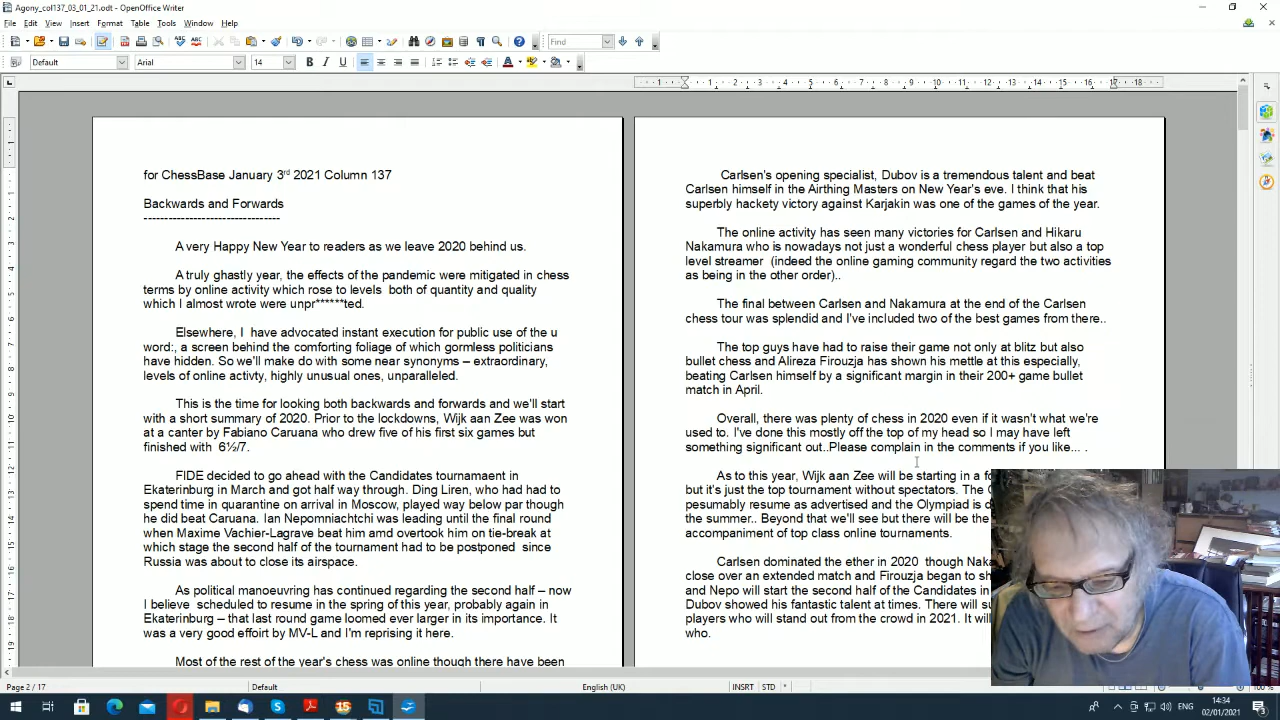 Agony_col137_03_01_21.odt - OpenOffice Writer
File Edit View Insert Format Table Tools Window Help
Find
Default Arial 14
for ChessBase January 3rd 2021 Column 137
Backwards and Forwards
----------------------------------
A very Happy New Year to readers as we leave 2020 behind us.
A truly ghastly year, the effects of the pandemic were mitigated in chess
terms by online activity which rose to levels  both of quantity and quality
which I almost wrote were unpr******ted.
Elsewhere, I  have advocated instant execution for public use of the u
word:, a screen behind the comforting foliage of which gormless politicians
have hidden. So we'll make do with some near synonyms – extraordinary,
levels of online activty, highly unusual ones, unparalleled.
This is the time for looking both backwards and forwards and we'll start
with a short summary of 2020. Prior to the lockdowns, Wijk aan Zee was won
at a canter by Fabiano Caruana who drew five of his first six games but
finished with  6½/7.
FIDE decided to go ahead with the Candidates tournamaent in
Ekaterinburg in March and got half way through. Ding Liren, who had had to
spend time in quarantine on arrival in Moscow, played way below par though
he did beat Caruana. Ian Nepomniachtchi was leading until the final round
when Maxime Vachier-Lagrave beat him amd overtook him on tie-break at
which stage the second half of the tournament had to be postponed  since
Russia was about to close its airspace.
As political manoeuvring has continued regarding the second half – now
I believe  scheduled to resume in the spring of this year, probably again in
Ekaterinburg – that last round game loomed ever larger in its importance. It
was a very good effoirt by MV-L and I'm reprising it here.
Most of the rest of the year's chess was online though there have been
Carlsen's opening specialist, Dubov is a tremendous talent and beat
Carlsen himself in the Airthing Masters on New Year's eve. I think that his
superbly hackety victory against Karjakin was one of the games of the year.
The online activity has seen many victories for Carlsen and Hikaru
Nakamura who is nowadays not just a wonderful chess player but also a top
level streamer  (indeed the online gaming community regard the two activities
as being in the other order)..
The final between Carlsen and Nakamura at the end of the Carlsen
chess tour was splendid and I've included two of the best games from there..
The top guys have had to raise their game not only at blitz but also
bullet chess and Alireza Firouzja has shown his mettle at this especially,
beating Carlsen himself by a significant margin in their 200+ game bullet
match in April.
Overall, there was plenty of chess in 2020 even if it wasn't what we're
used to. I've done this mostly off the top of my head so I may have left
something significant out..Please complain in the comments if you like... .
As to this year, Wijk aan Zee will be starting in a
but it's just the top tournament without spectators. The
pesumably resume as advertised and the Olympiad is
the summer.. Beyond that we'll see but there will be the
accompaniment of top class online tournaments.
Carlsen dominated the ether in 2020  though
close over an extended match and Firouzja began to
and Nepo will start the second half of the Candidates in
Dubov showed his fantastic talent at times. There will
players who will stand out from the crowd in 2021. It
who.
Page 2 / 17 Default English (UK) INSRT STD * 100 %
ENG 14:34
02/01/2021